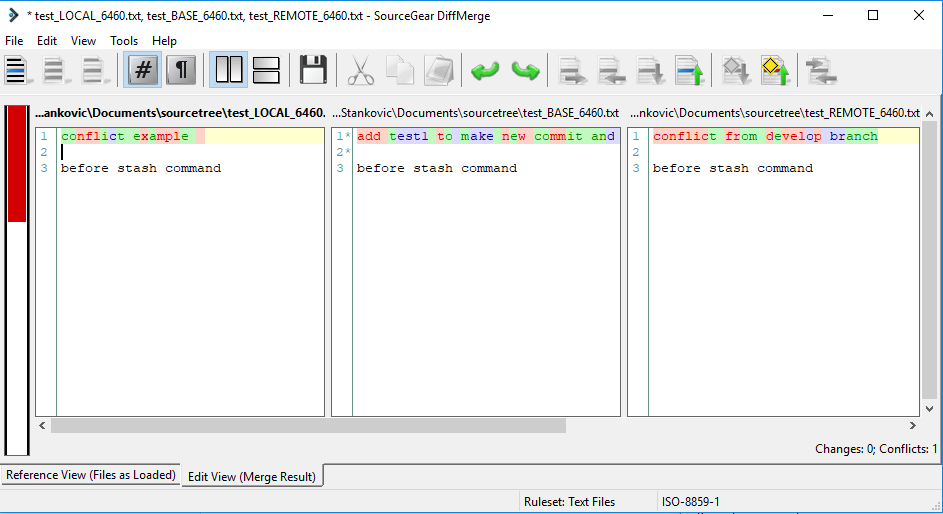 * test_LOCAL_6460.txt, test_BASE_6460.txt, test_REMOTE_6460.txt - SourceGear DiffMerge
File Edit View Tools Help
# ¶
...ankovic\Documents\sourcetree\test_LOCAL_6460. ...Stankovic\Documents\sourcetree\test_BASE_6460.txt ...nkovic\Documents\sourcetree\test_REMOTE_6460.txt
1 conflict example 1* add test1 to make new commit and 1 conflict from develop branch
2 2* 2
3 before stash command 3 before stash command 3 before stash command
Changes: 0; Conflicts: 1
Reference View (Files as Loaded) Edit View (Merge Result)
Ruleset: Text Files ISO-8859-1